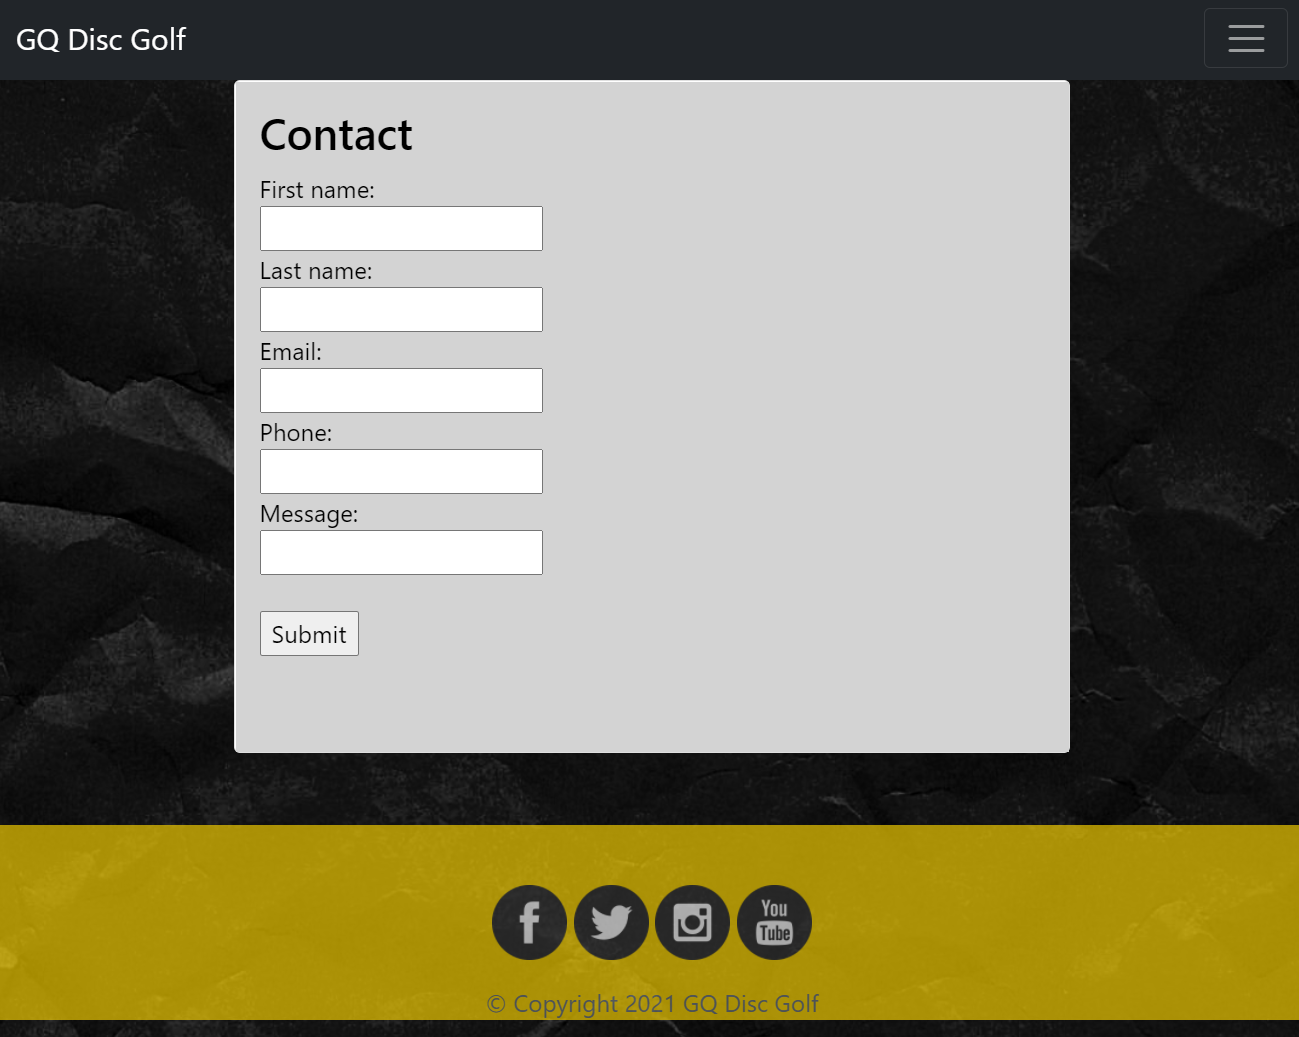 GQ Disc Golf
Contact
First name:
Last name:
Email:
Phone:
Message:
Submit
f
You
Tube
© Copyright 2021 GQ Disc Golf